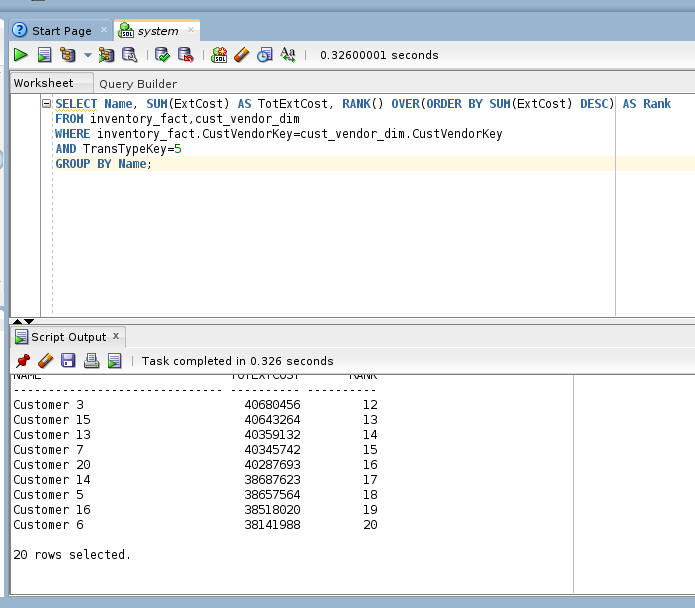 Start Page
system
0.32600001 seconds
Worksheet Query Builder
SELECT Name, SUM(ExtCost) AS TotExtCost, RANK() OVER(ORDER BY SUM(ExtCost) DESC) AS Rank
FROM inventory_fact,cust_vendor_dim
WHERE inventory_fact.CustVendorKey=cust_vendor_dim.CustVendorKey
AND TransTypeKey=5
GROUP BY Name;
Script Output
Task completed in 0.326 seconds
NAME TOTEXTCOST RANK
------------------------------ ---------- ----------
Customer 3 40680456 12
Customer 15 40643264 13
Customer 13 40359132 14
Customer 7 40345742 15
Customer 20 40287693 16
Customer 14 38687623 17
Customer 5 38657564 18
Customer 16 38518020 19
Customer 6 38141988 20
20 rows selected.